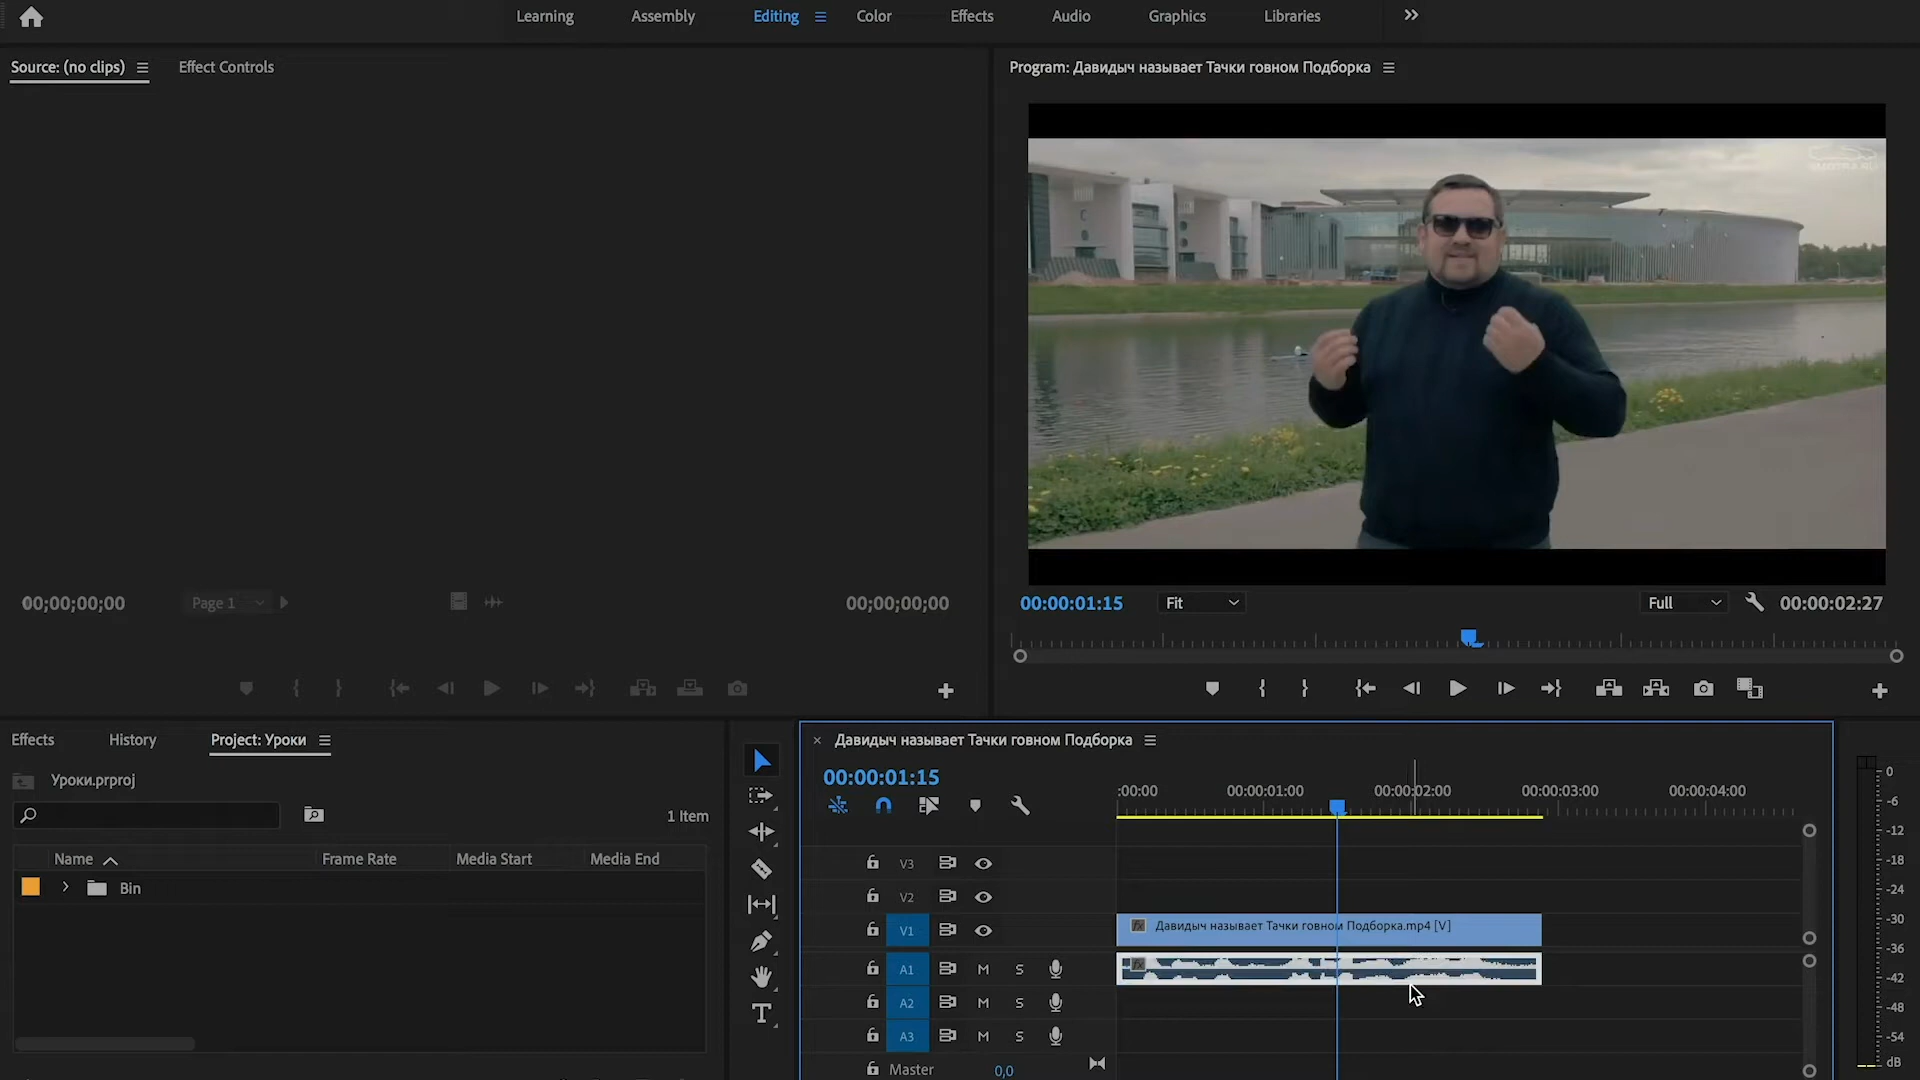 Learning Assembly Editing Color Effects Audio Graphics Libraries
Source: (no clips) Effect Controls
Program: Давидыч называет Тачки говном Подборка
00;00;00;00 Page 1 00;00;00;00
00:00:01:15 Fit Full 00:00:02:27
Effects History Project: Уроки
Уроки.prproj
1 Item
Name Frame Rate Media Start Media End
Bin
Давидыч называет Тачки говном Подборка
00:00:01:15
:00:00 00:00:01:00 00:00:02:00 00:00:03:00 00:00:04:00
V3
V2
V1 fx Давидыч называет Тачки говном Подборка.mp4 [V]
A1 M S fx
A2 M S
A3 M S
Master 0,0
0
-6
-12
-18
-24
-30
-36
-42
-48
-54
dB